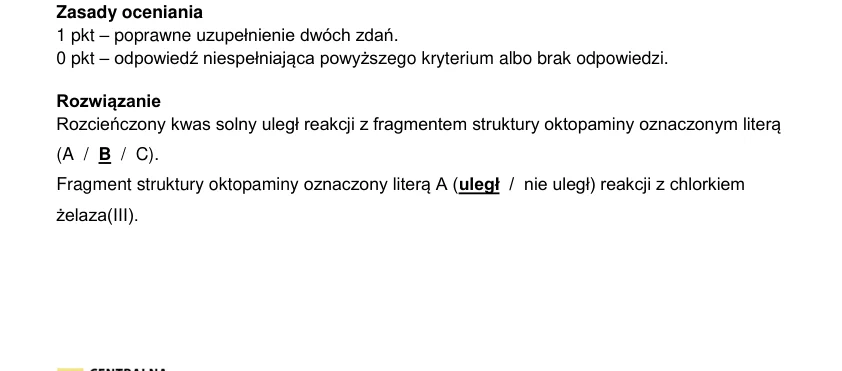 Zasady oceniania
1 pkt – poprawne uzupełnienie dwóch zdań.
0 pkt – odpowiedź niespełniająca powyższego kryterium albo brak odpowiedzi.
Rozwiązanie
Rozcieńczony kwas solny uległ reakcji z fragmentem struktury oktopaminy oznaczonym literą
(A / B / C).
Fragment struktury oktopaminy oznaczony literą A (uległ / nie uległ) reakcji z chlorkiem
żelaza(III).
CENTRALNA